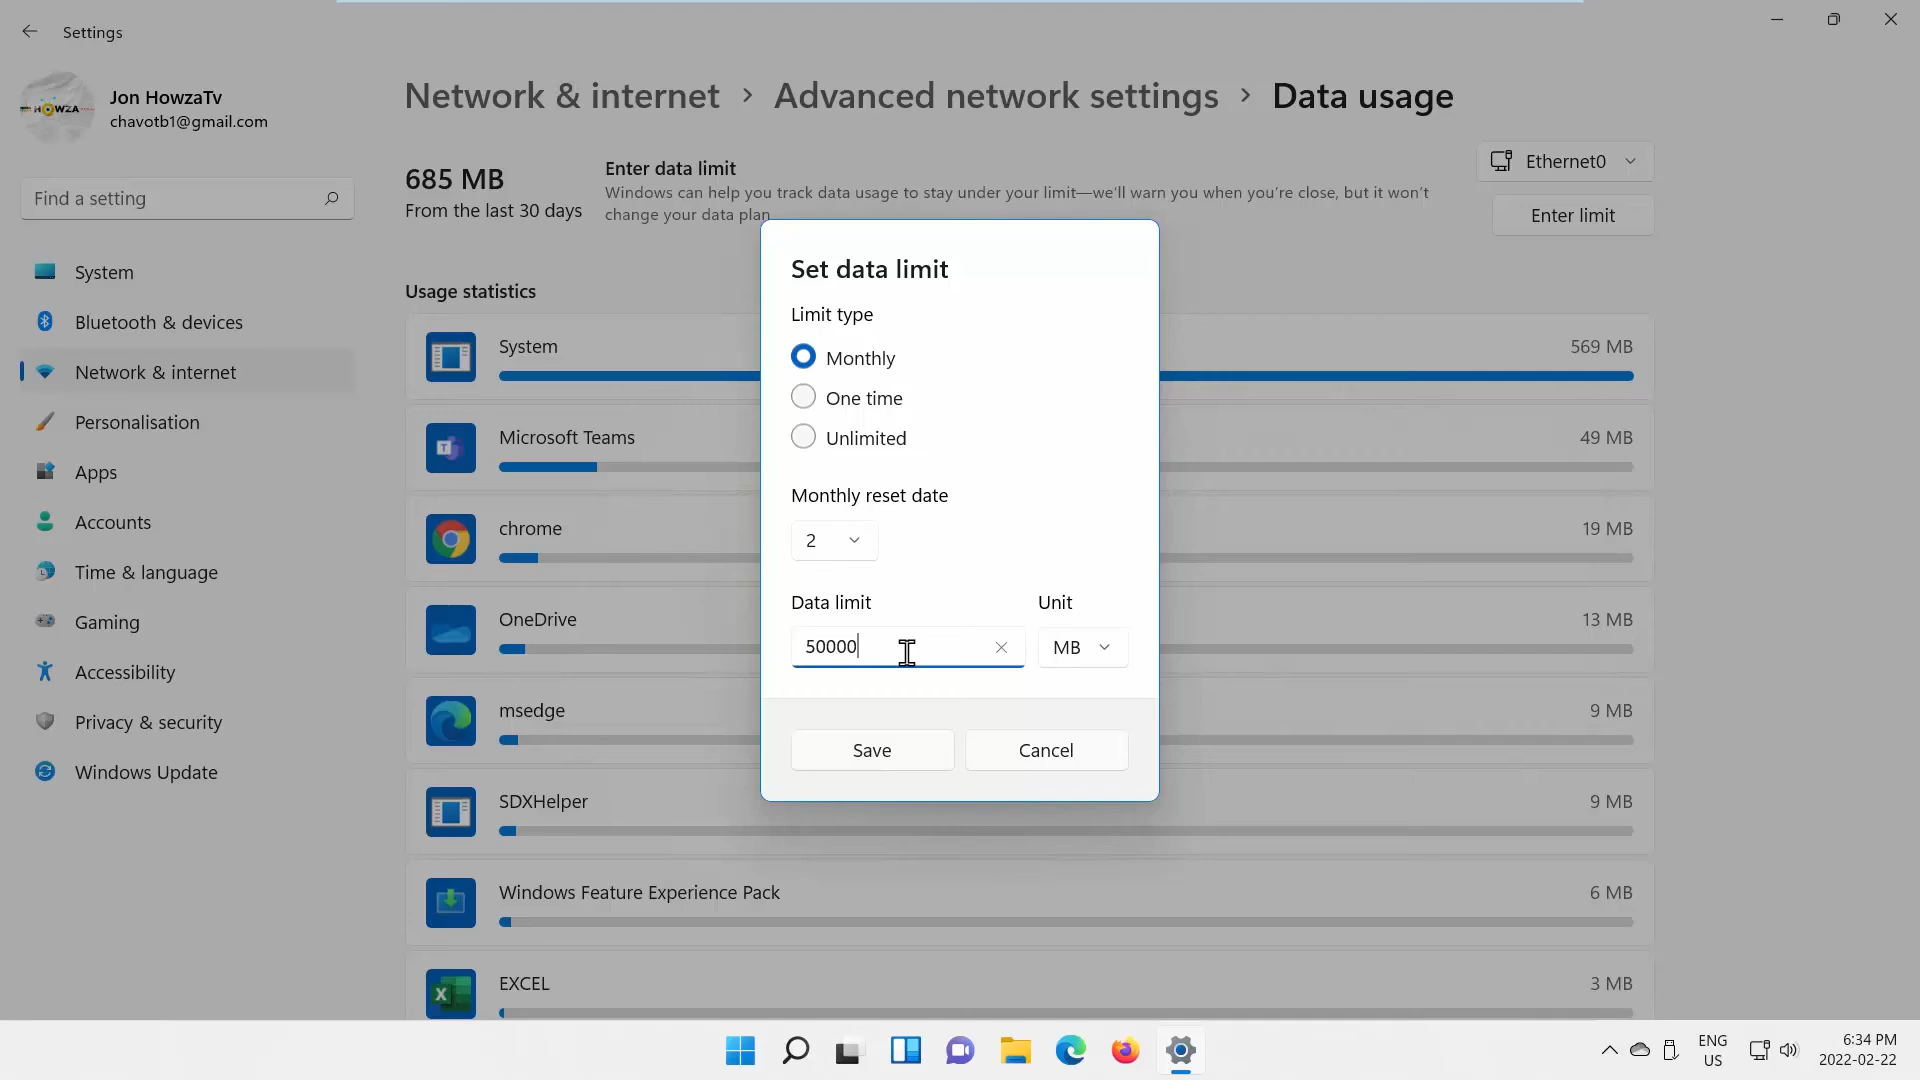 Settings
Jon HowzaTv
chavotb1@gmail.com
HOWZA
Find a setting
System
Bluetooth & devices
Network & internet
Personalisation
Apps
Accounts
Time & language
Gaming
Accessibility
Privacy & security
Windows Update
Network & internet > Advanced network settings > Data usage
685 MB
From the last 30 days
Enter data limit
Windows can help you track data usage to stay under your limit—we'll warn you when you're close, but it won't
change your data plan
Ethernet0
Enter limit
Usage statistics
System 569 MB
Microsoft Teams 49 MB
chrome 19 MB
OneDrive 13 MB
msedge 9 MB
SDXHelper 9 MB
Windows Feature Experience Pack 6 MB
EXCEL 3 MB
Set data limit
Limit type
Monthly
One time
Unlimited
Monthly reset date
2
Data limit Unit
50000 MB
Save Cancel
ENG
US
6:34 PM
2022-02-22